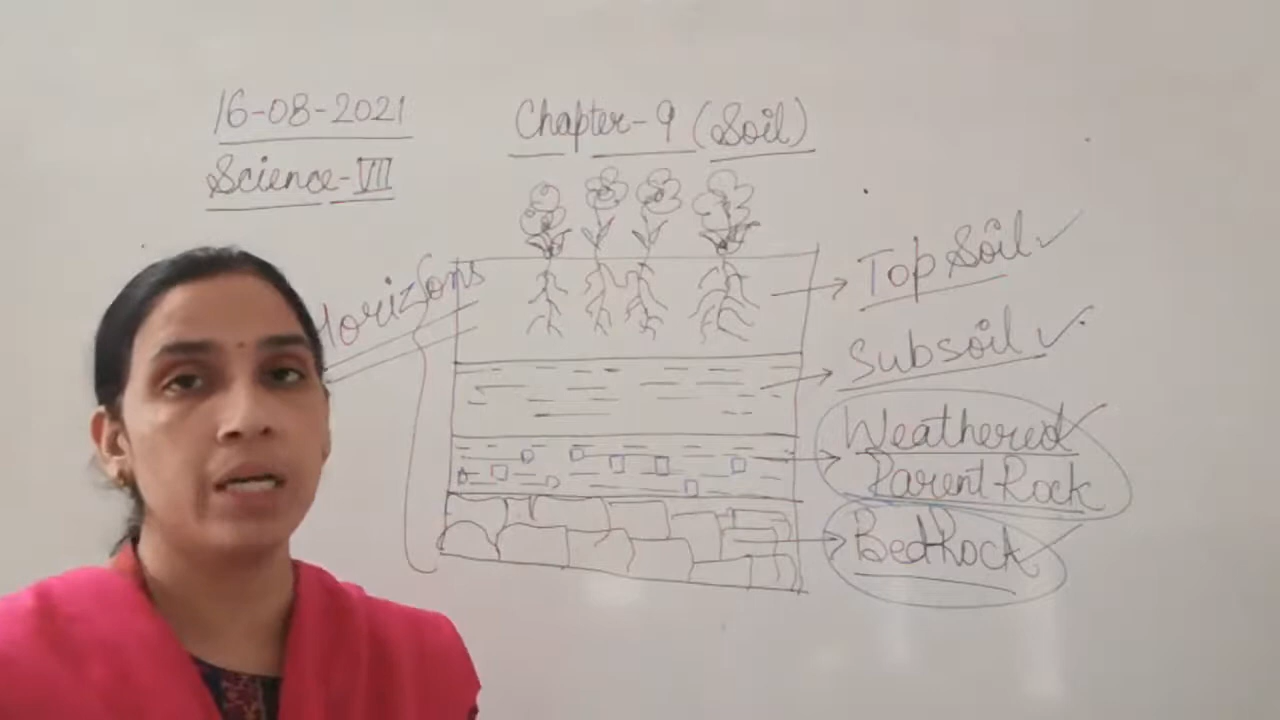 16-08-2021
Science-VII
Chapter-9 (Soil)
Horizons
Top Soil
Subsoil
Weathered
Parent Rock
BedRock